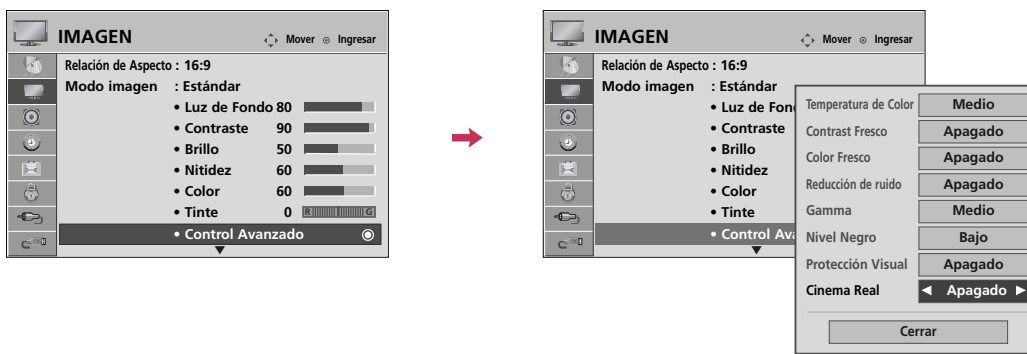 IMAGEN
Mover
Ingresar
Relación de Aspecto : 16:9
Modo imagen : Estándar
• Luz de Fondo 80
• Contraste 90
• Brillo 50
• Nitidez 60
• Color 60
• Tinte 0 R G
• Control Avanzado
IMAGEN
Mover
Ingresar
Relación de Aspecto : 16:9
Modo imagen : Estándar
• Luz de Fon
• Contraste
• Brillo
• Nitidez
• Color
• Tinte
• Control Ava
Temperatura de Color Medio
Contrast Fresco Apagado
Color Fresco Apagado
Reducción de ruido Apagado
Gamma Medio
Nivel Negro Bajo
Protección Visual Apagado
Cinema Real ◀ Apagado ▶
Cerrar